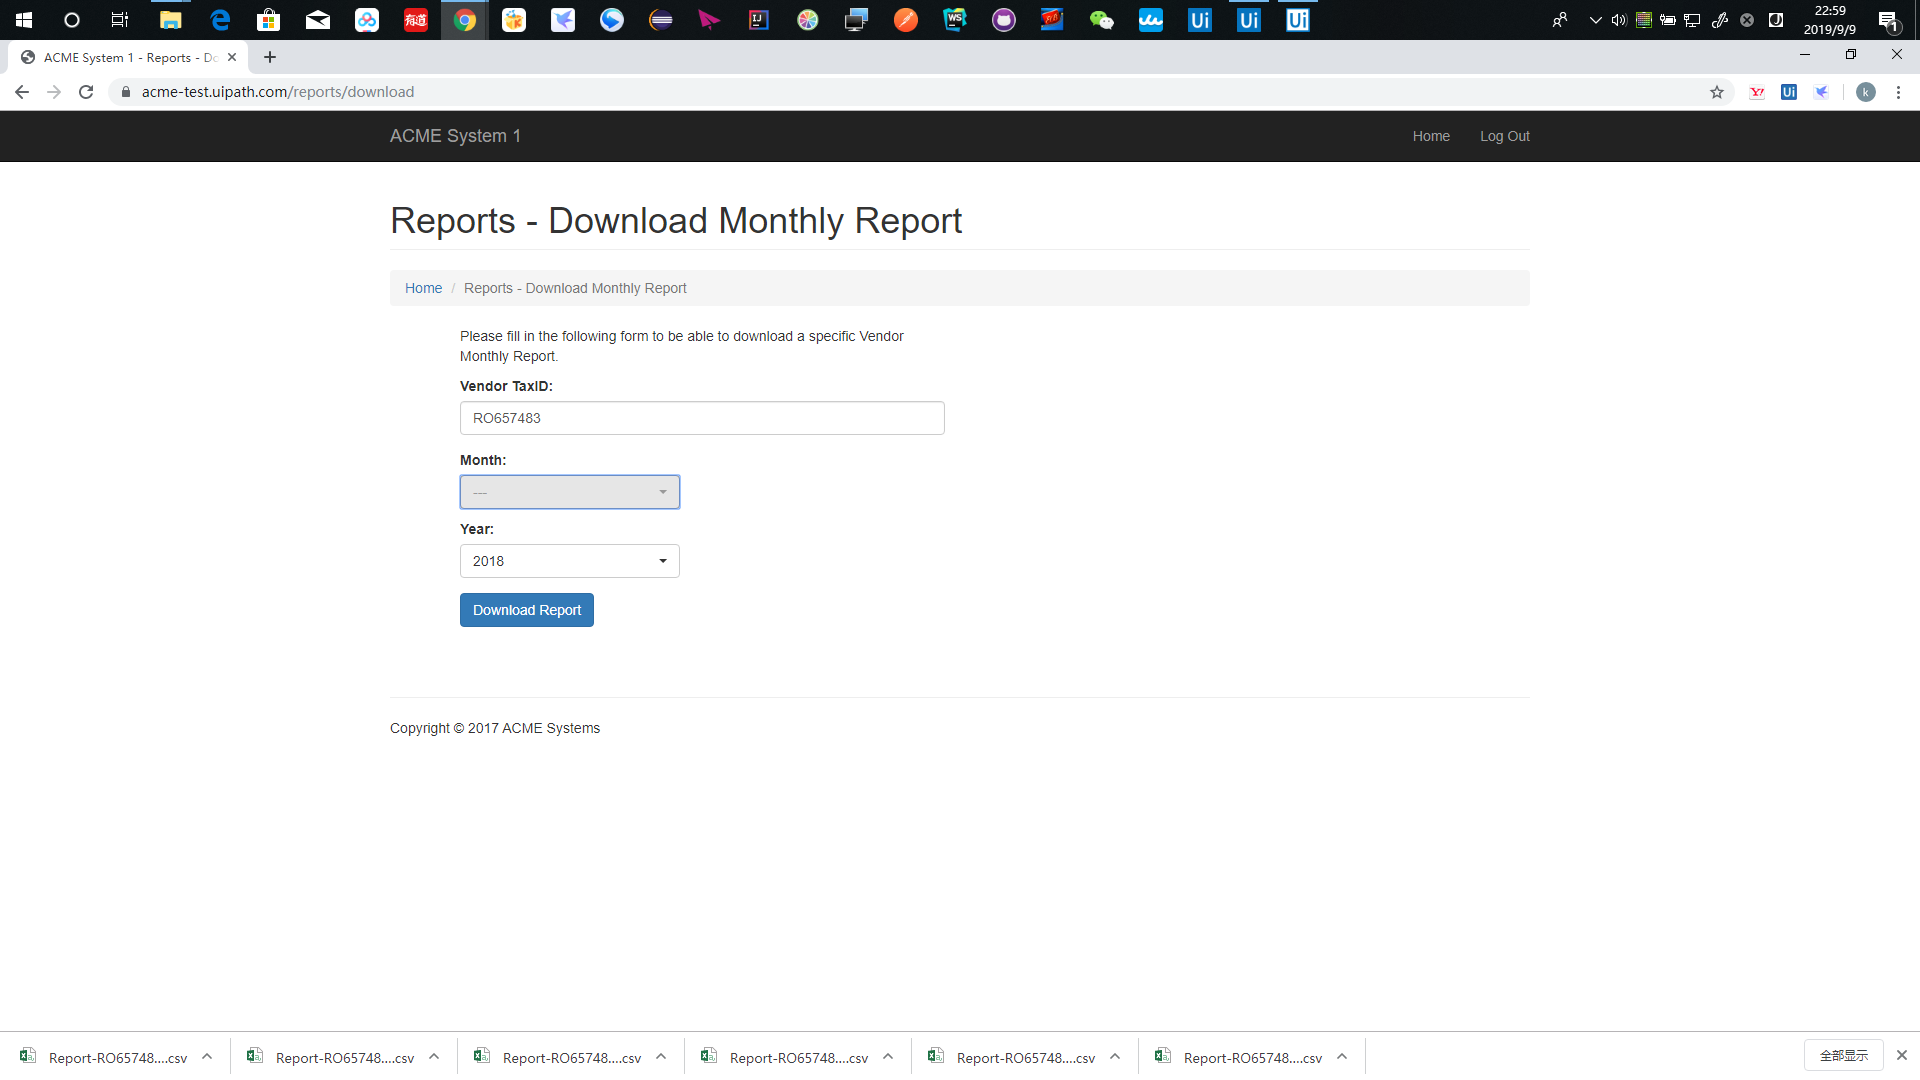 22:59
2019/9/9
1
ACME System 1 - Reports - Do
acme-test.uipath.com/reports/download
k
ACME System 1
Home
Log Out
Reports - Download Monthly Report
Home / Reports - Download Monthly Report
Please fill in the following form to be able to download a specific Vendor
Monthly Report.
Vendor TaxID:
RO657483
Month:
---
Year:
2018
Download Report
Copyright © 2017 ACME Systems
Report-RO65748....csv
Report-RO65748....csv
Report-RO65748....csv
Report-RO65748....csv
Report-RO65748....csv
Report-RO65748....csv
全部显示